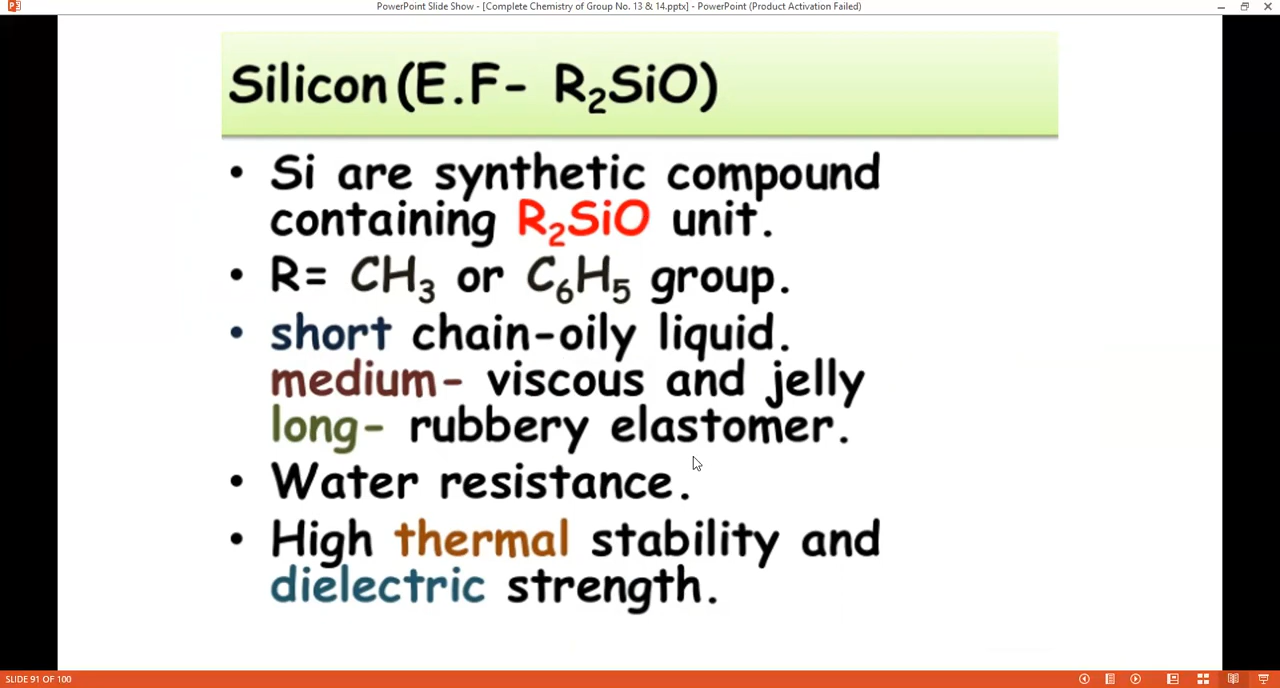 PowerPoint Slide Show - [Complete Chemistry of Group No. 13 & 14.pptx] - PowerPoint (Product Activation Failed)
Silicon (E.F- R₂SiO)
• Si are synthetic compound
containing R₂SiO unit.
• R= CH₃ or C₆H₅ group.
• short chain-oily liquid.
medium- viscous and jelly
long- rubbery elastomer.
• Water resistance.
• High thermal stability and
dielectric strength.
SLIDE 91 OF 100